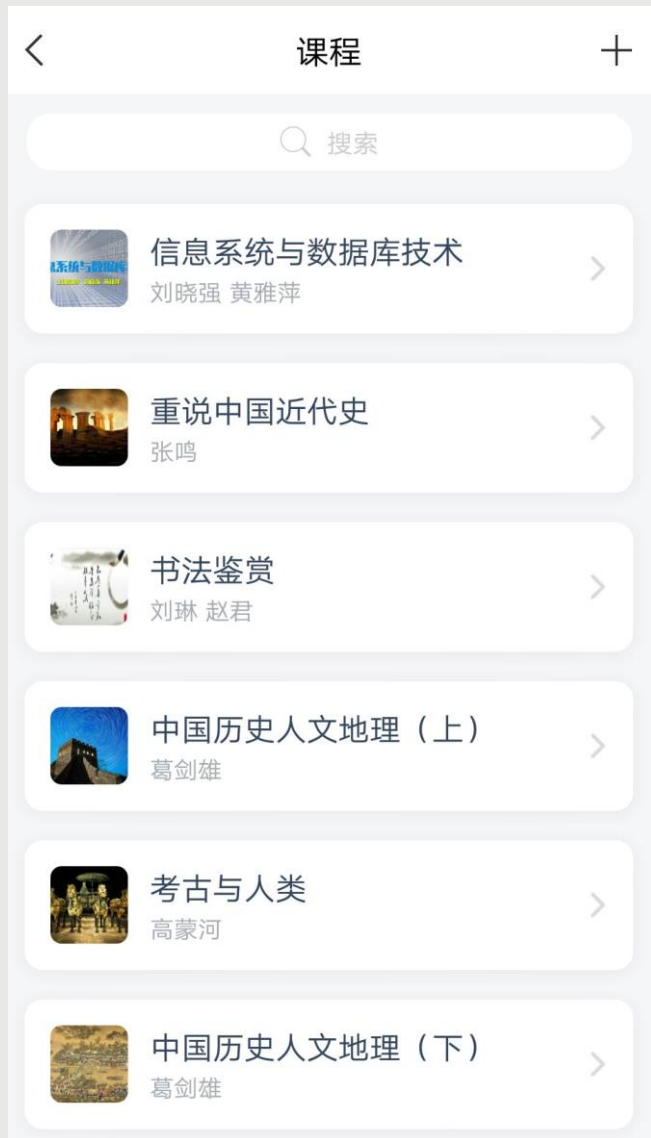 课程
搜索
信息系统与数据库技术
刘晓强 黄雅萍
重说中国近代史
张鸣
书法鉴赏
刘琳 赵君
中国历史人文地理（上）
葛剑雄
考古与人类
高蒙河
中国历史人文地理（下）
葛剑雄